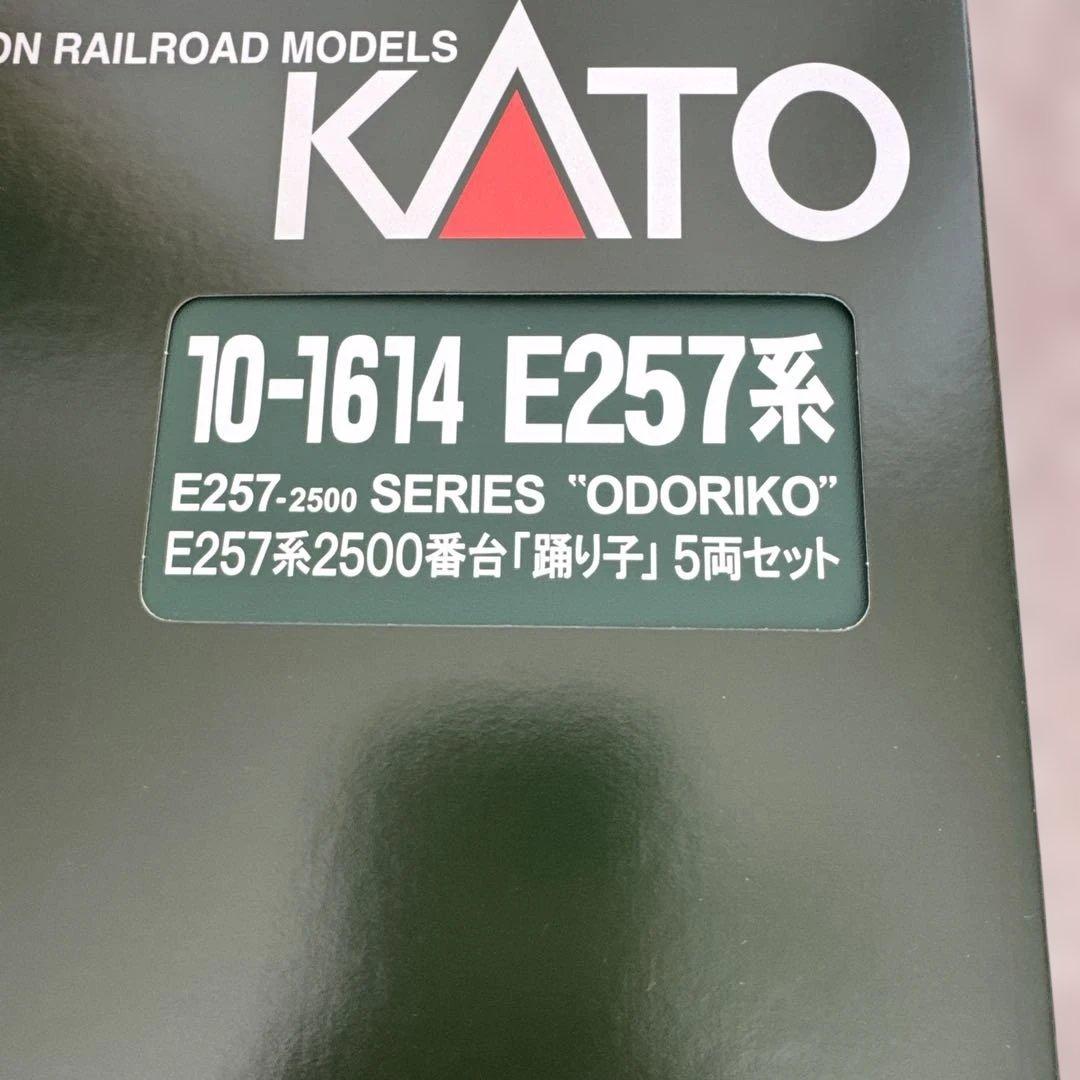 ON RAILROAD MODELS
KATO
10-1614 E257系
E257-2500 SERIES “ODORIKO”
E257系2500番台「踊り子」5両セット